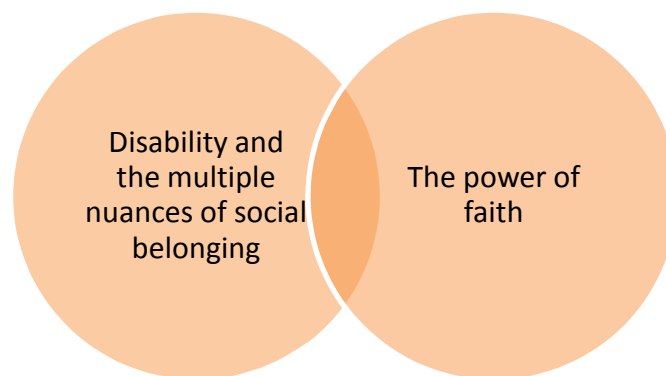 Disability and
the multiple
nuances of social
belonging
The power of
faith